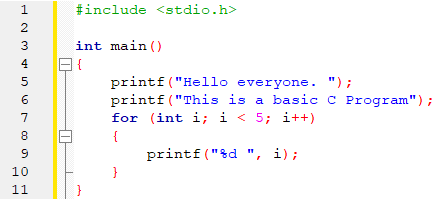 1 #include <stdio.h>
2
3 int main()
4 {
5 printf("Hello everyone. ");
6 printf("This is a basic C Program");
7 for (int i; i < 5; i++)
8 {
9 printf("%d ", i);
10 }
11 }